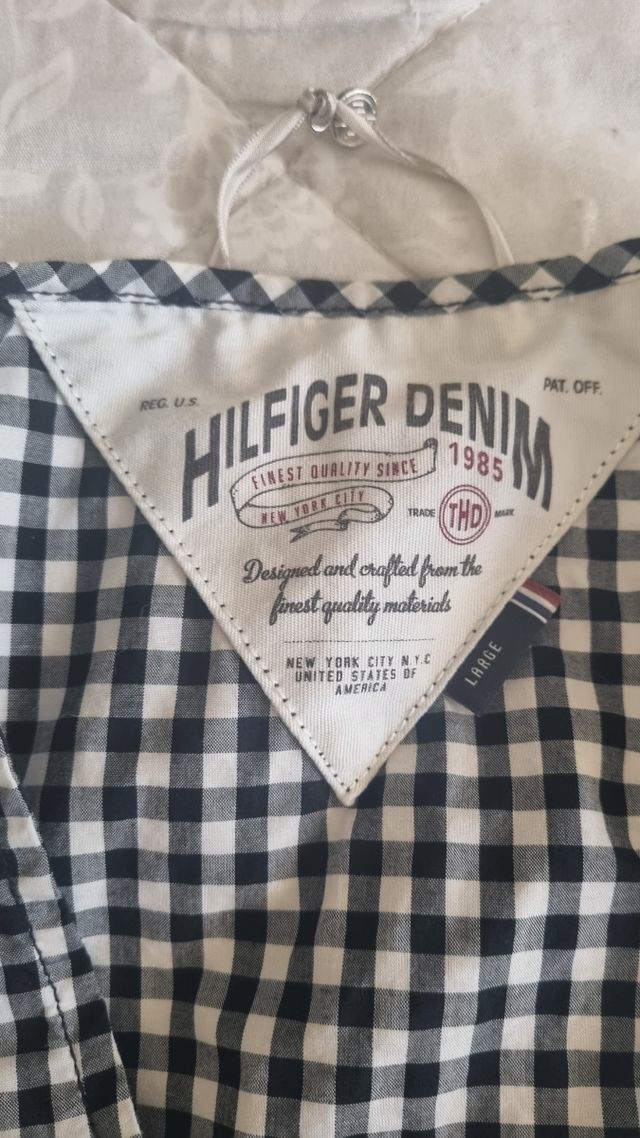 REG. U.S.
PAT. OFF.
HILFIGER DENIM
FINEST QUALITY SINCE
1985
NEW YORK CITY
TRADE
THD
MARK
Designed and crafted from the
finest quality materials
NEW YORK CITY N.Y.C
UNITED STATES OF
AMERICA
LARGE